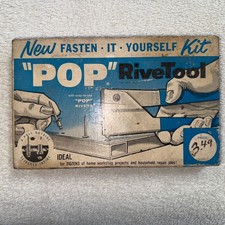 New FASTEN·IT·YOURSELF Kit
"POP" RiveTool
"POP"
IDEAL
for DOZENS of home workshop projects and household repair jobs!
3.49